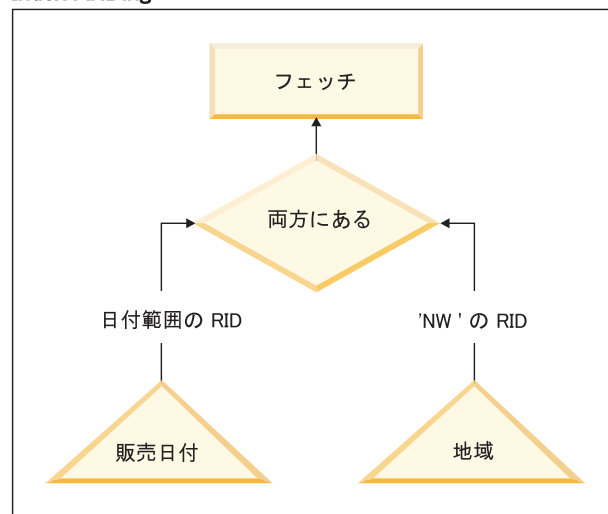 フェッチ
両方にある
日付範囲の RID
'NW ' の RID
販売日付
地域